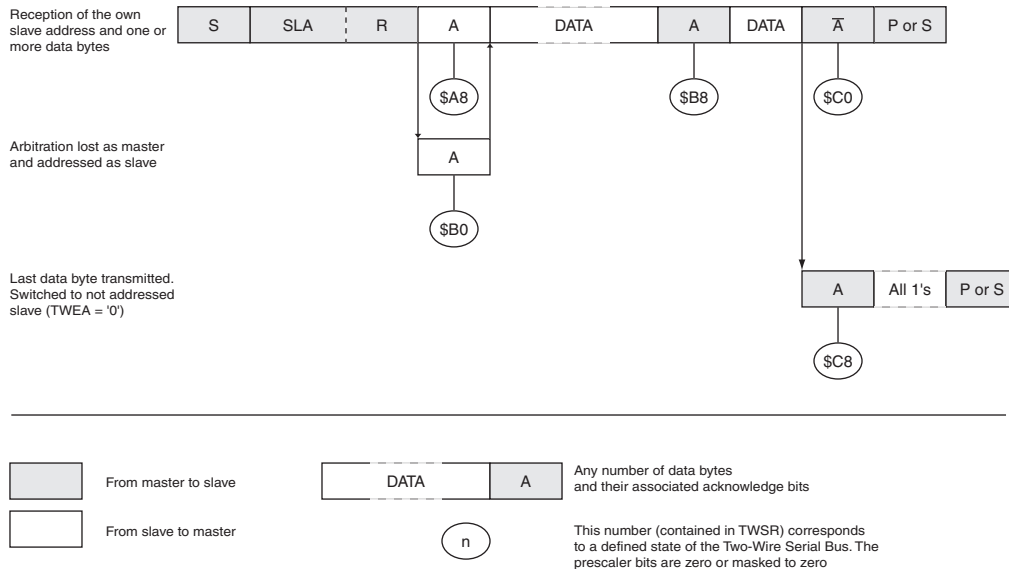 Reception of the own
slave address and one or
more data bytes
S SLA R A DATA A DATA A̅ P or S
$A8 $B8 $C0
Arbitration lost as master
and addressed as slave
A
$B0
Last data byte transmitted.
Switched to not addressed
slave (TWEA = '0')
A All 1's P or S
$C8
From master to slave
DATA A
Any number of data bytes
and their associated acknowledge bits
From slave to master
n
This number (contained in TWSR) corresponds
to a defined state of the Two-Wire Serial Bus. The
prescaler bits are zero or masked to zero